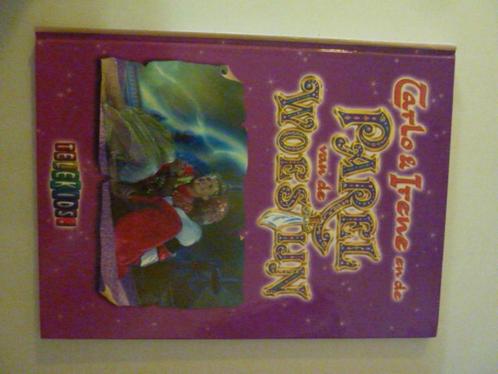 Carlo & Irene en de
PAREL
van de
WOESTIJN
TELEKIDS